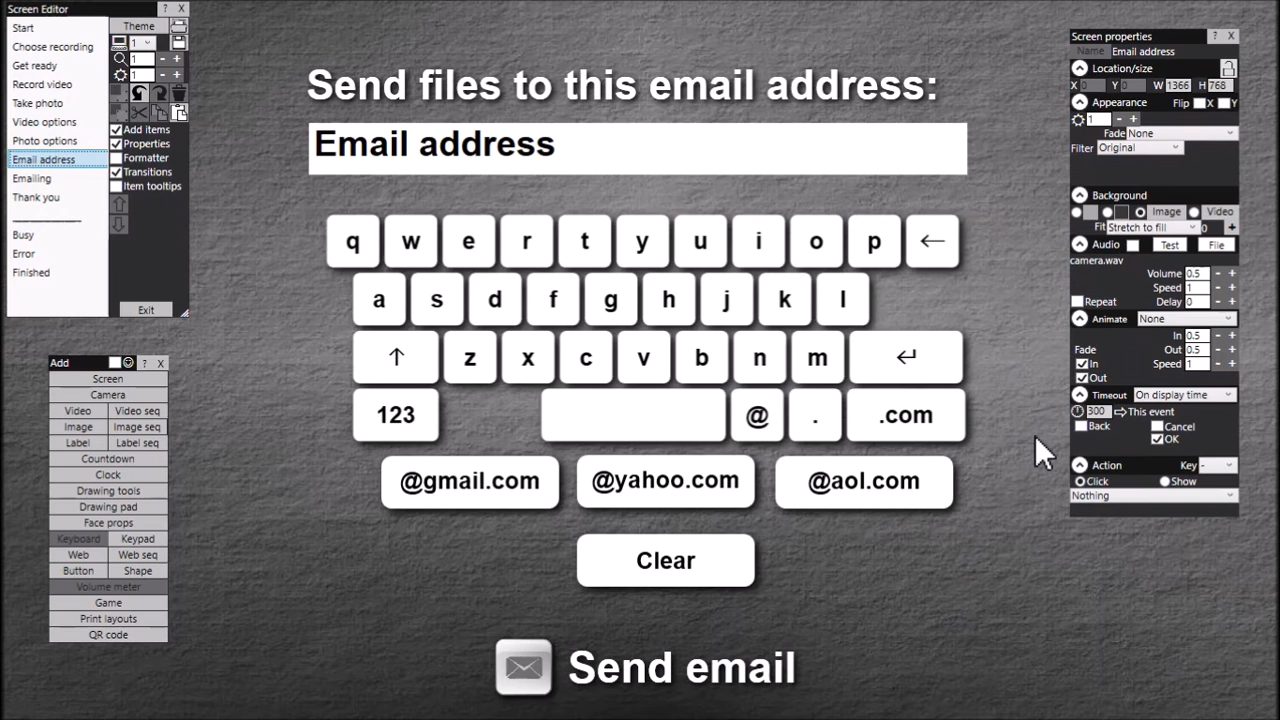 Screen Editor ? X
Start
Choose recording
Get ready
Record video
Take photo
Video options
Photo options
Email address
Emailing
Thank you
Busy
Error
Finished
Theme
1
1 - +
1 - +
Add items
Properties
Formatter
Transitions
Item tooltips
Exit
Add ? X
Screen
Camera
Video Video seq
Image Image seq
Label Label seq
Countdown
Clock
Drawing tools
Drawing pad
Face props
Keyboard Keypad
Web Web seq
Button Shape
Volume meter
Game
Print layouts
QR code
Send files to this email address:
Email address
q w e r t y u i o p ←
a s d f g h j k l
↑ z x c v b n m ↵
123 @ . .com
@gmail.com @yahoo.com @aol.com
Clear
Send email
Screen properties ? X
Name Email address
Location/size
X 0 Y 0 W 1366 H 768
Appearance Flip X Y
1 - +
Fade None
Filter Original
Background
Image Video
Fit Stretch to fill 0 +
Audio Test File
camera.wav
Volume 0.5 - +
Speed 1 - +
Repeat Delay 0 - +
Animate None
In 0.5 - +
Fade Out 0.5 - +
In Speed 1 - +
Out
Timeout On display time
300 This event
Back Cancel
OK
Action Key -
Click Show
Nothing